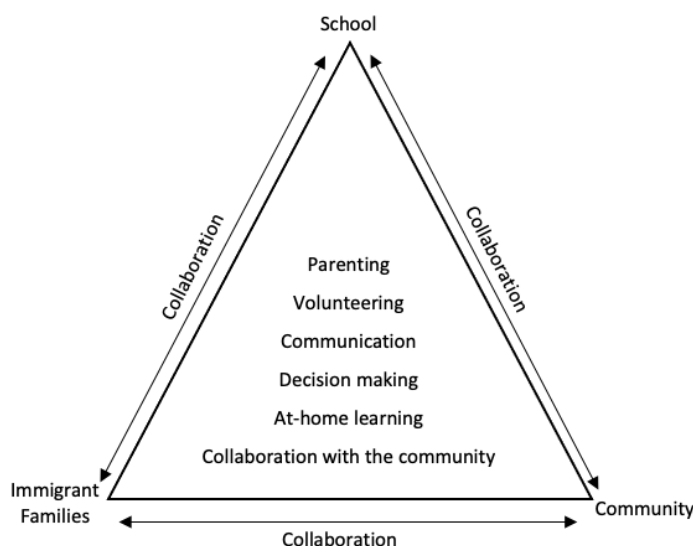 School
Collaboration
Collaboration
Parenting
Volunteering
Communication
Decision making
At-home learning
Collaboration with the community
Immigrant
Families
Community
Collaboration